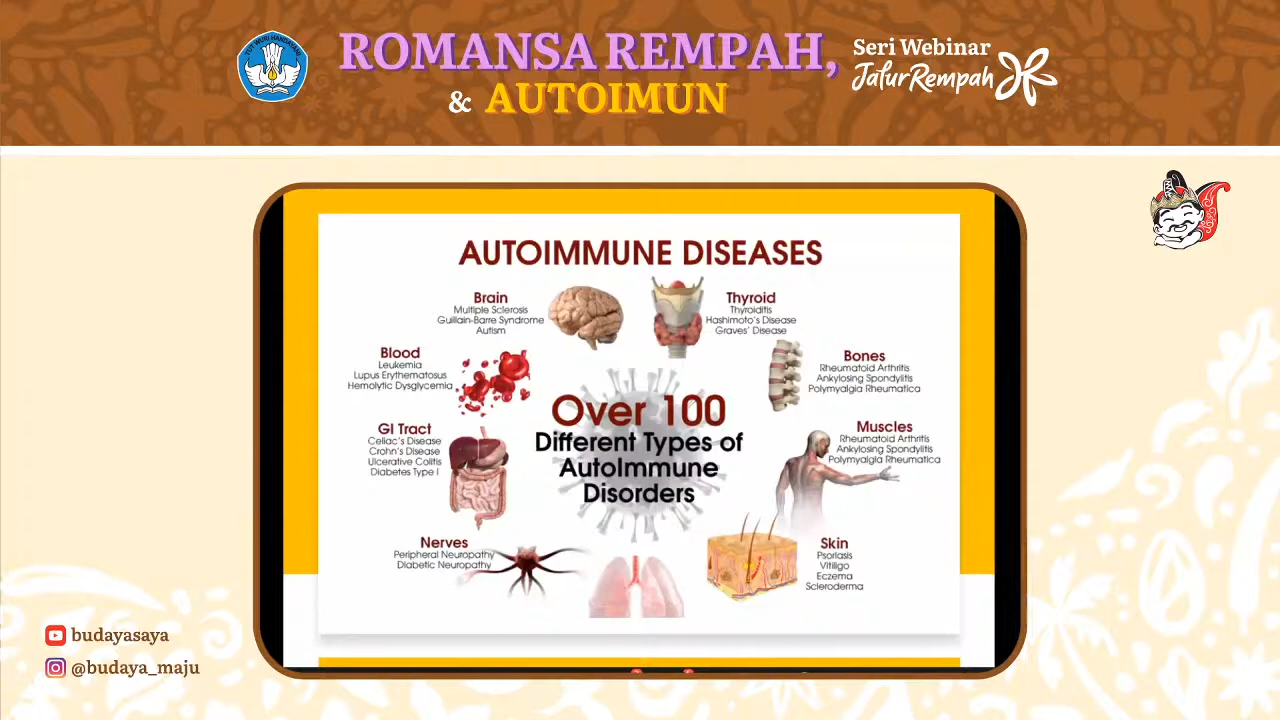 TUT WURI HANDAYANI
ROMANSA REMPAH,
& AUTOIMUN
Seri Webinar
JalurRempah
AUTOIMMUNE DISEASES
Brain
Multiple Sclerosis
Guillain-Barre Syndrome
Autism
Thyroid
Thyroiditis
Hashimoto's Disease
Graves' Disease
Blood
Leukemia
Lupus Erythematosus
Hemolytic Dysglycemia
Bones
Rheumatoid Arthritis
Ankylosing Spondylitis
Polymyalgia Rheumatica
Over 100
Different Types of
AutoImmune
Disorders
GI Tract
Celiac's Disease
Crohn's Disease
Ulcerative Colitis
Diabetes Type I
Muscles
Rheumatoid Arthritis
Ankylosing Spondylitis
Polymyalgia Rheumatica
Nerves
Peripheral Neuropathy
Diabetic Neuropathy
Skin
Psoriasis
Vitiligo
Eczema
Scleroderma
budayasaya
@budaya_maju